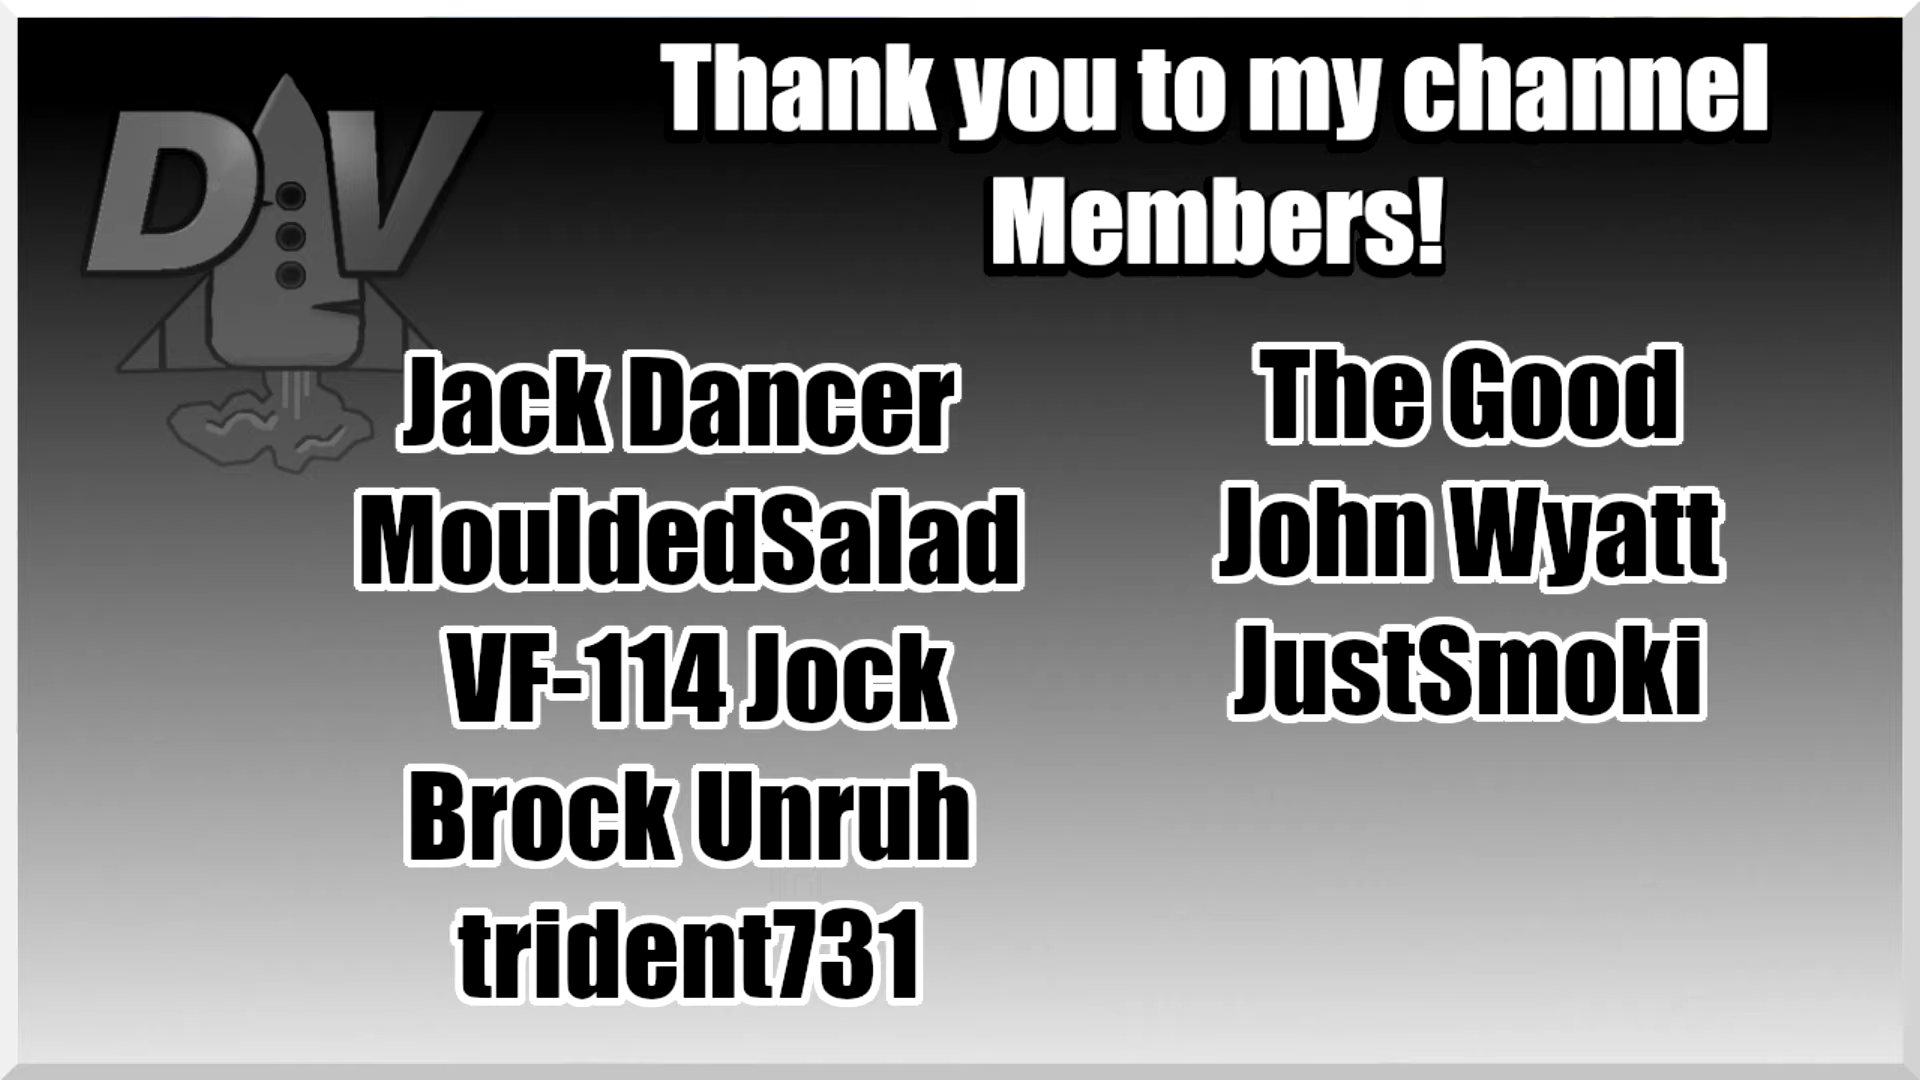 DV
Thank you to my channel
Members!
Jack Dancer
MouldedSalad
VF-114 Jock
Brock Unruh
trident731
The Good
John Wyatt
JustSmoki